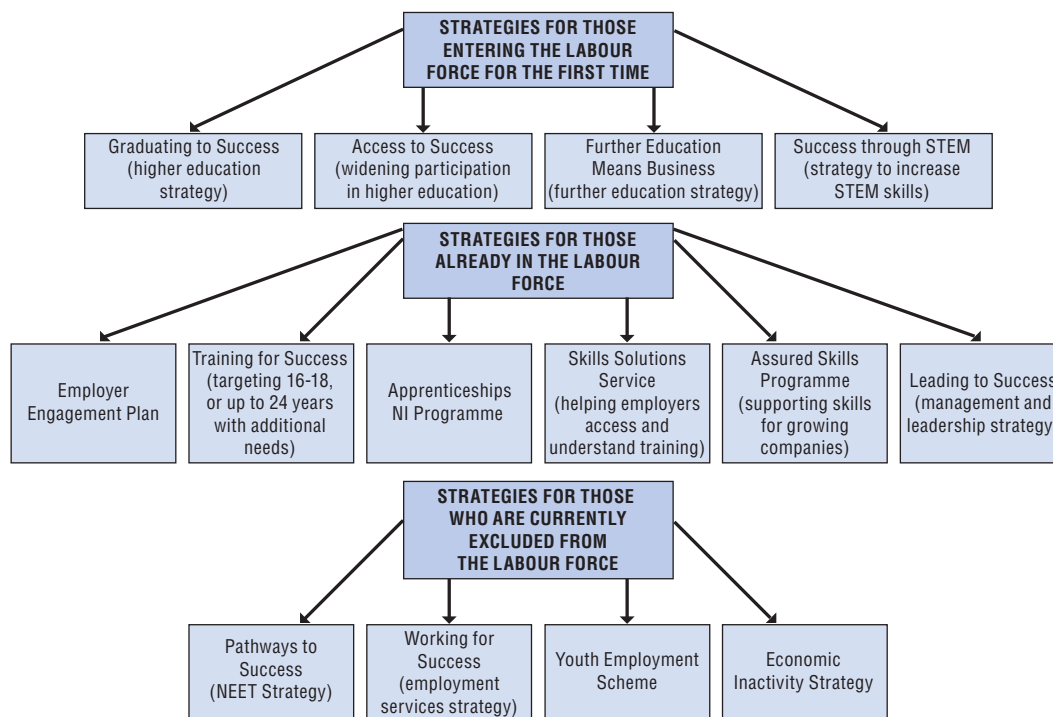 STRATEGIES FOR THOSE
ENTERING THE LABOUR
FORCE FOR THE FIRST TIME
Graduating to Success
(higher education
strategy)
Access to Success
(widening participation
in higher education)
Further Education
Means Business
(further education strategy)
Success through STEM
(strategy to increase
STEM skills)
STRATEGIES FOR THOSE
ALREADY IN THE LABOUR
FORCE
Employer
Engagement Plan
Training for Success
(targeting 16-18,
or up to 24 years
with additional
needs)
Apprenticeships
NI Programme
Skills Solutions
Service
(helping employers
access and
understand training)
Assured Skills
Programme
(supporting skills
for growing
companies)
Leading to Success
(management and
leadership strategy)
STRATEGIES FOR THOSE
WHO ARE CURRENTLY
EXCLUDED FROM
THE LABOUR FORCE
Pathways to
Success
(NEET Strategy)
Working for
Success
(employment
services strategy)
Youth Employment
Scheme
Economic
Inactivity Strategy